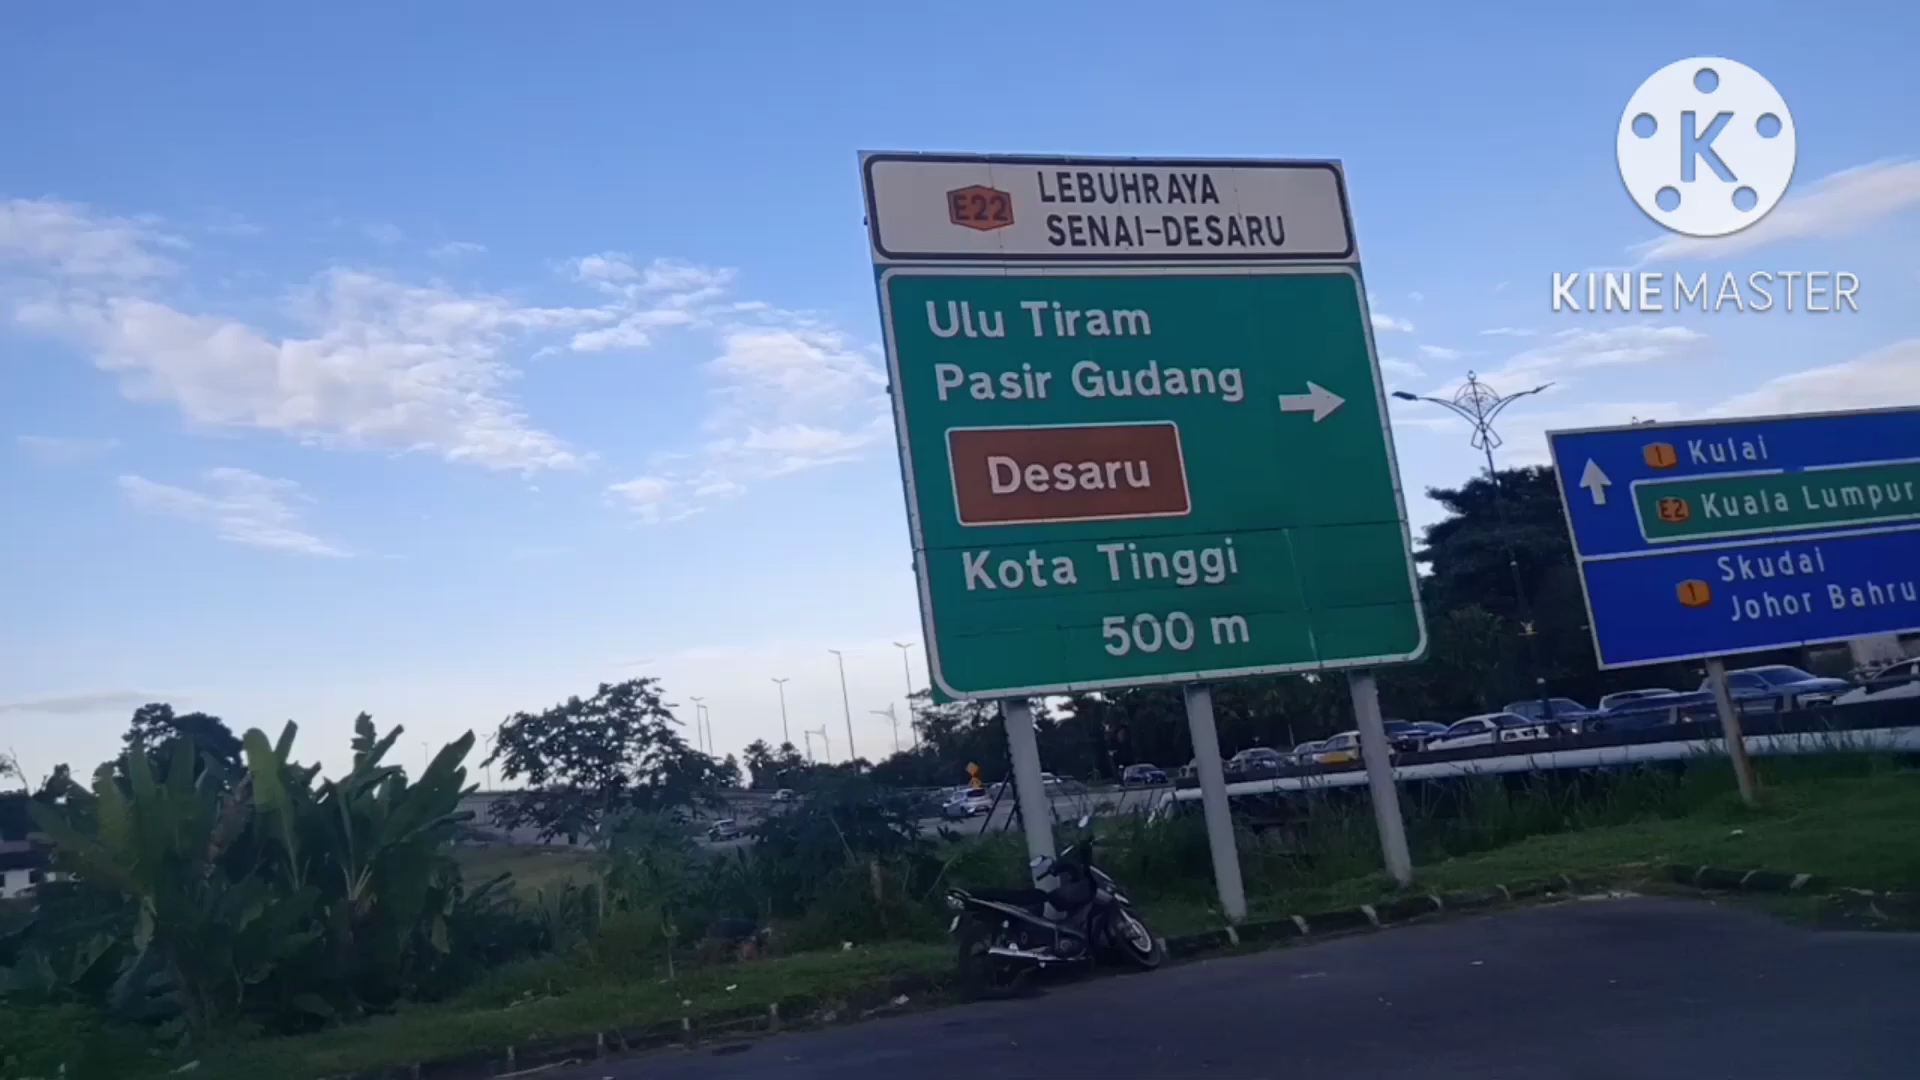 E22 LEBUHRAYA
SENAI-DESARU
Ulu Tiram
Pasir Gudang
Desaru
Kota Tinggi
500 m
1 Kulai
E2 Kuala Lumpur
1 Skudai
Johor Bahru
K
KINEMASTER